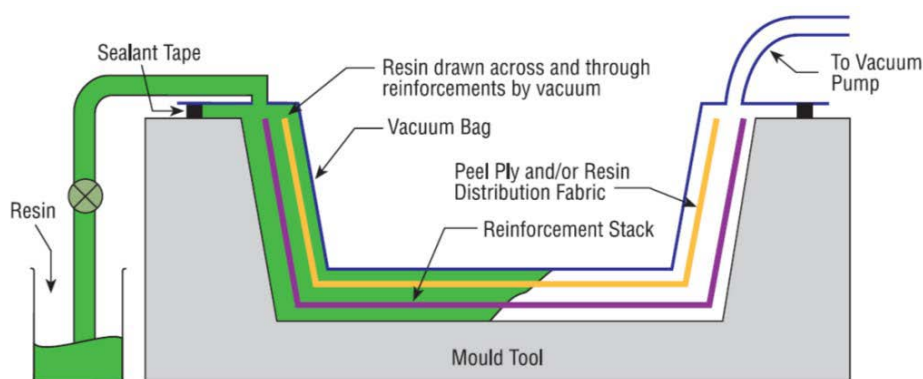 Sealant Tape
Resin drawn across and through
reinforcements by vacuum
To Vacuum
Pump
Vacuum Bag
Peel Ply and/or Resin
Distribution Fabric
Resin
Reinforcement Stack
Mould Tool